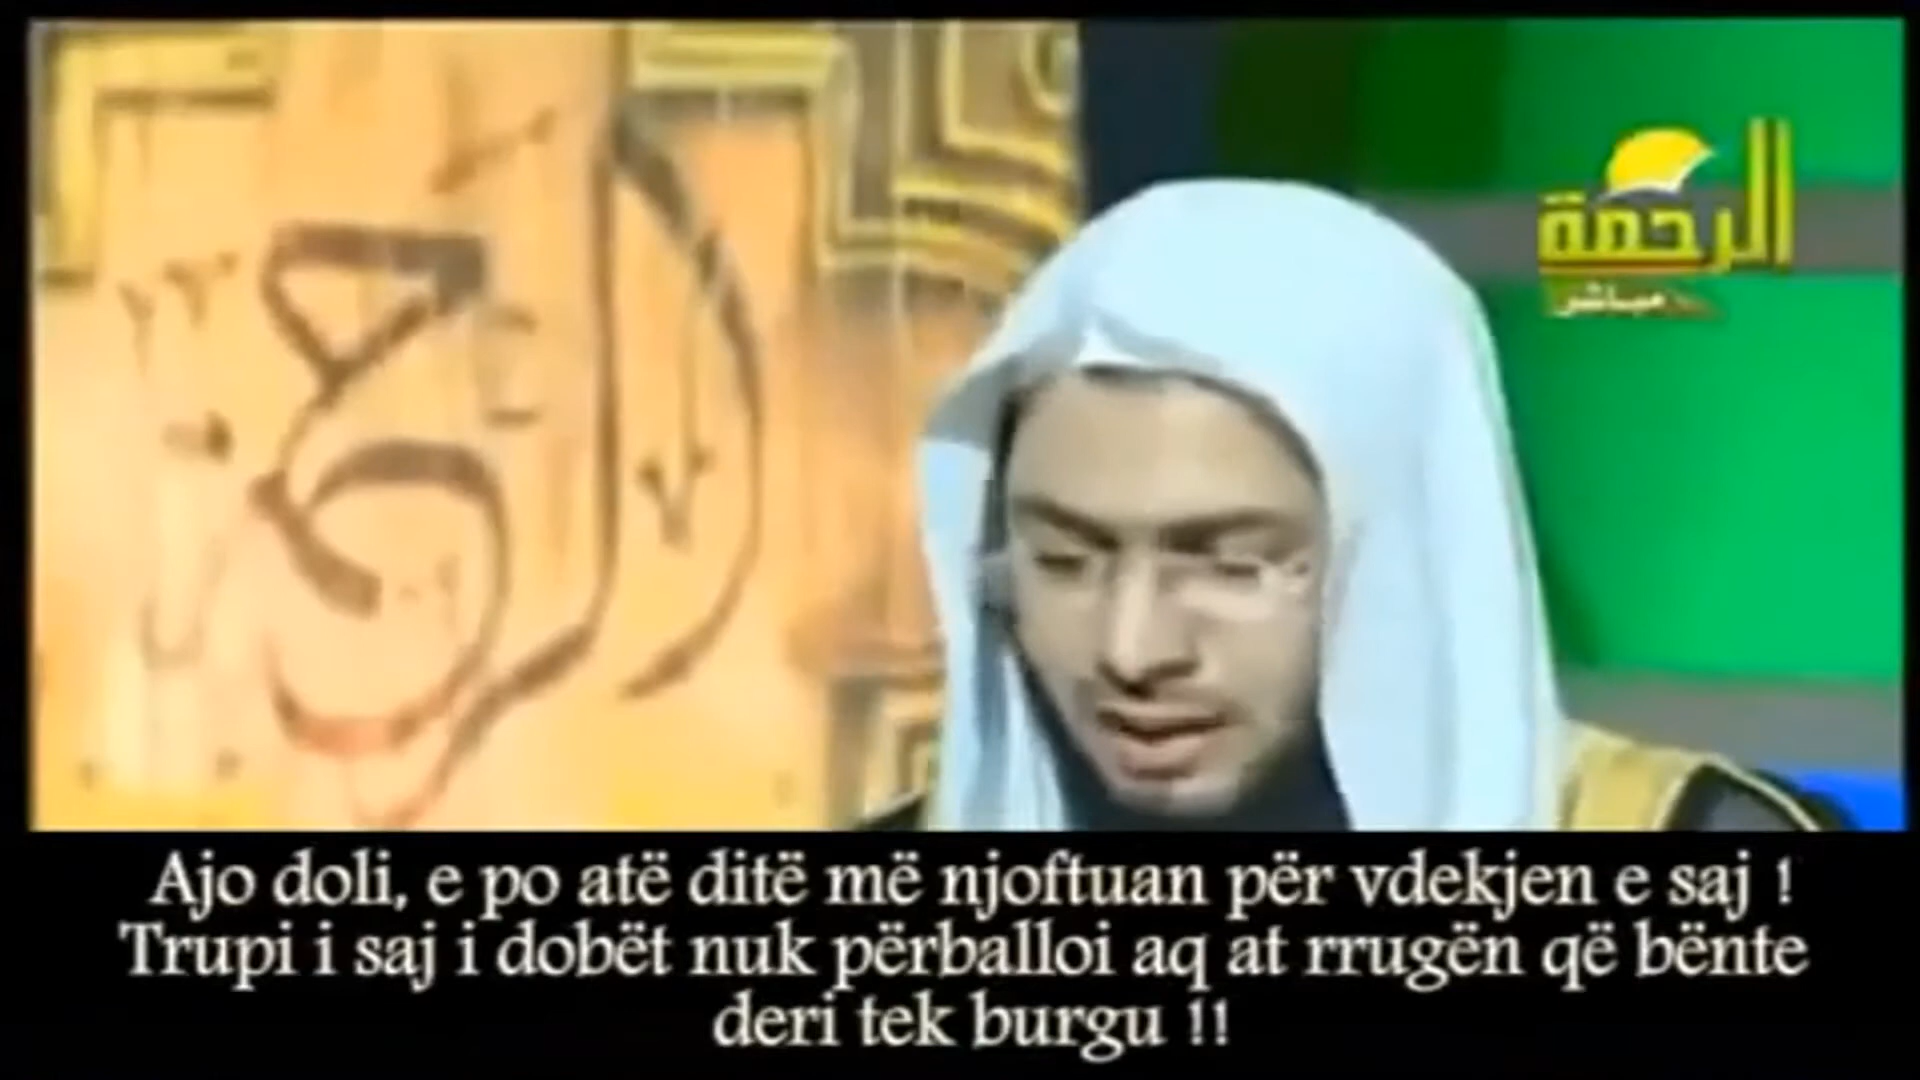 الرحمة
مباشر
Ajo doli, e po atë ditë më njoftuan për vdekjen e saj !
Trupi i saj i dobët nuk përballoi aq at rrugën që bënte
deri tek burgu !!